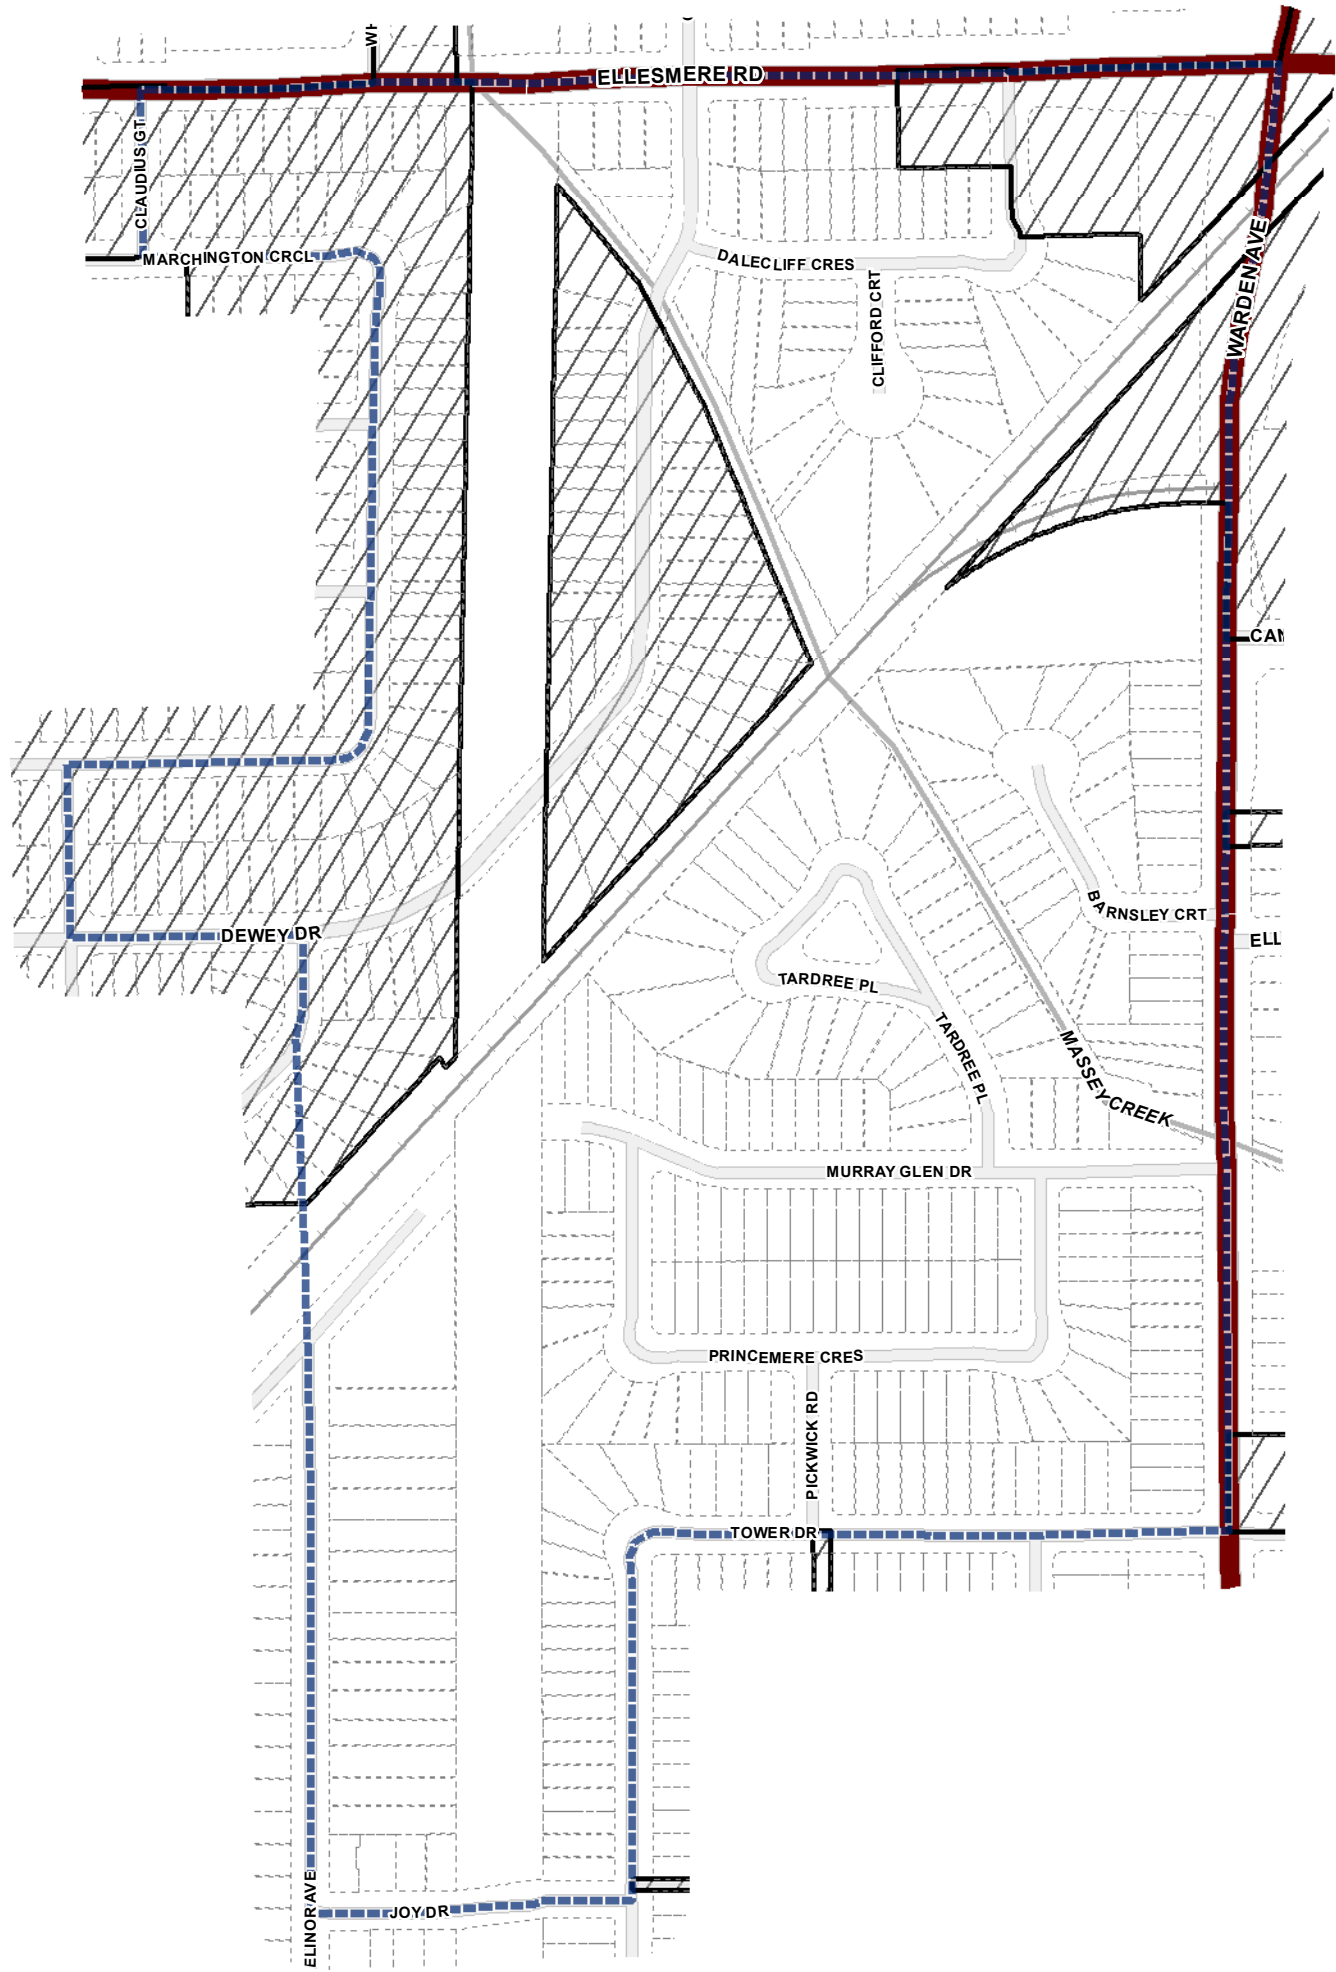 ELLESMERE RD
CLAUDIUS GT
MARCHINGTON CRCL
DALECLIFF CRES
CLIFFORD CRT
WARDEN AVE
CAN
BARNSLEY CRT
ELL
DEWEY DR
TARDREE PL
TARDREE PL
MASSEY CREEK
MURRAY GLEN DR
PRINCEMERE CRES
PICKWICK RD
TOWER DR
ELINOR AVE
JOY DR